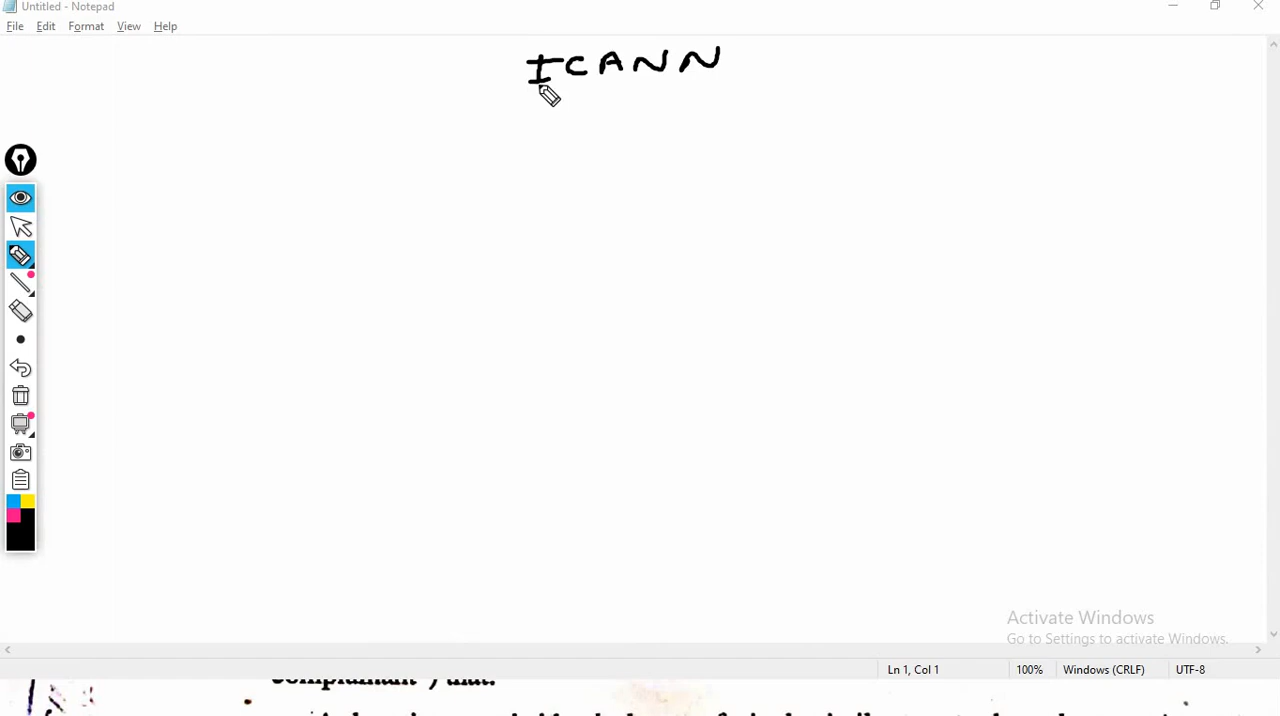 Untitled - Notepad
File Edit Format View Help
ICANN
Activate Windows
Go to Settings to activate Windows.
Ln 1, Col 1 100% Windows (CRLF) UTF-8
that.